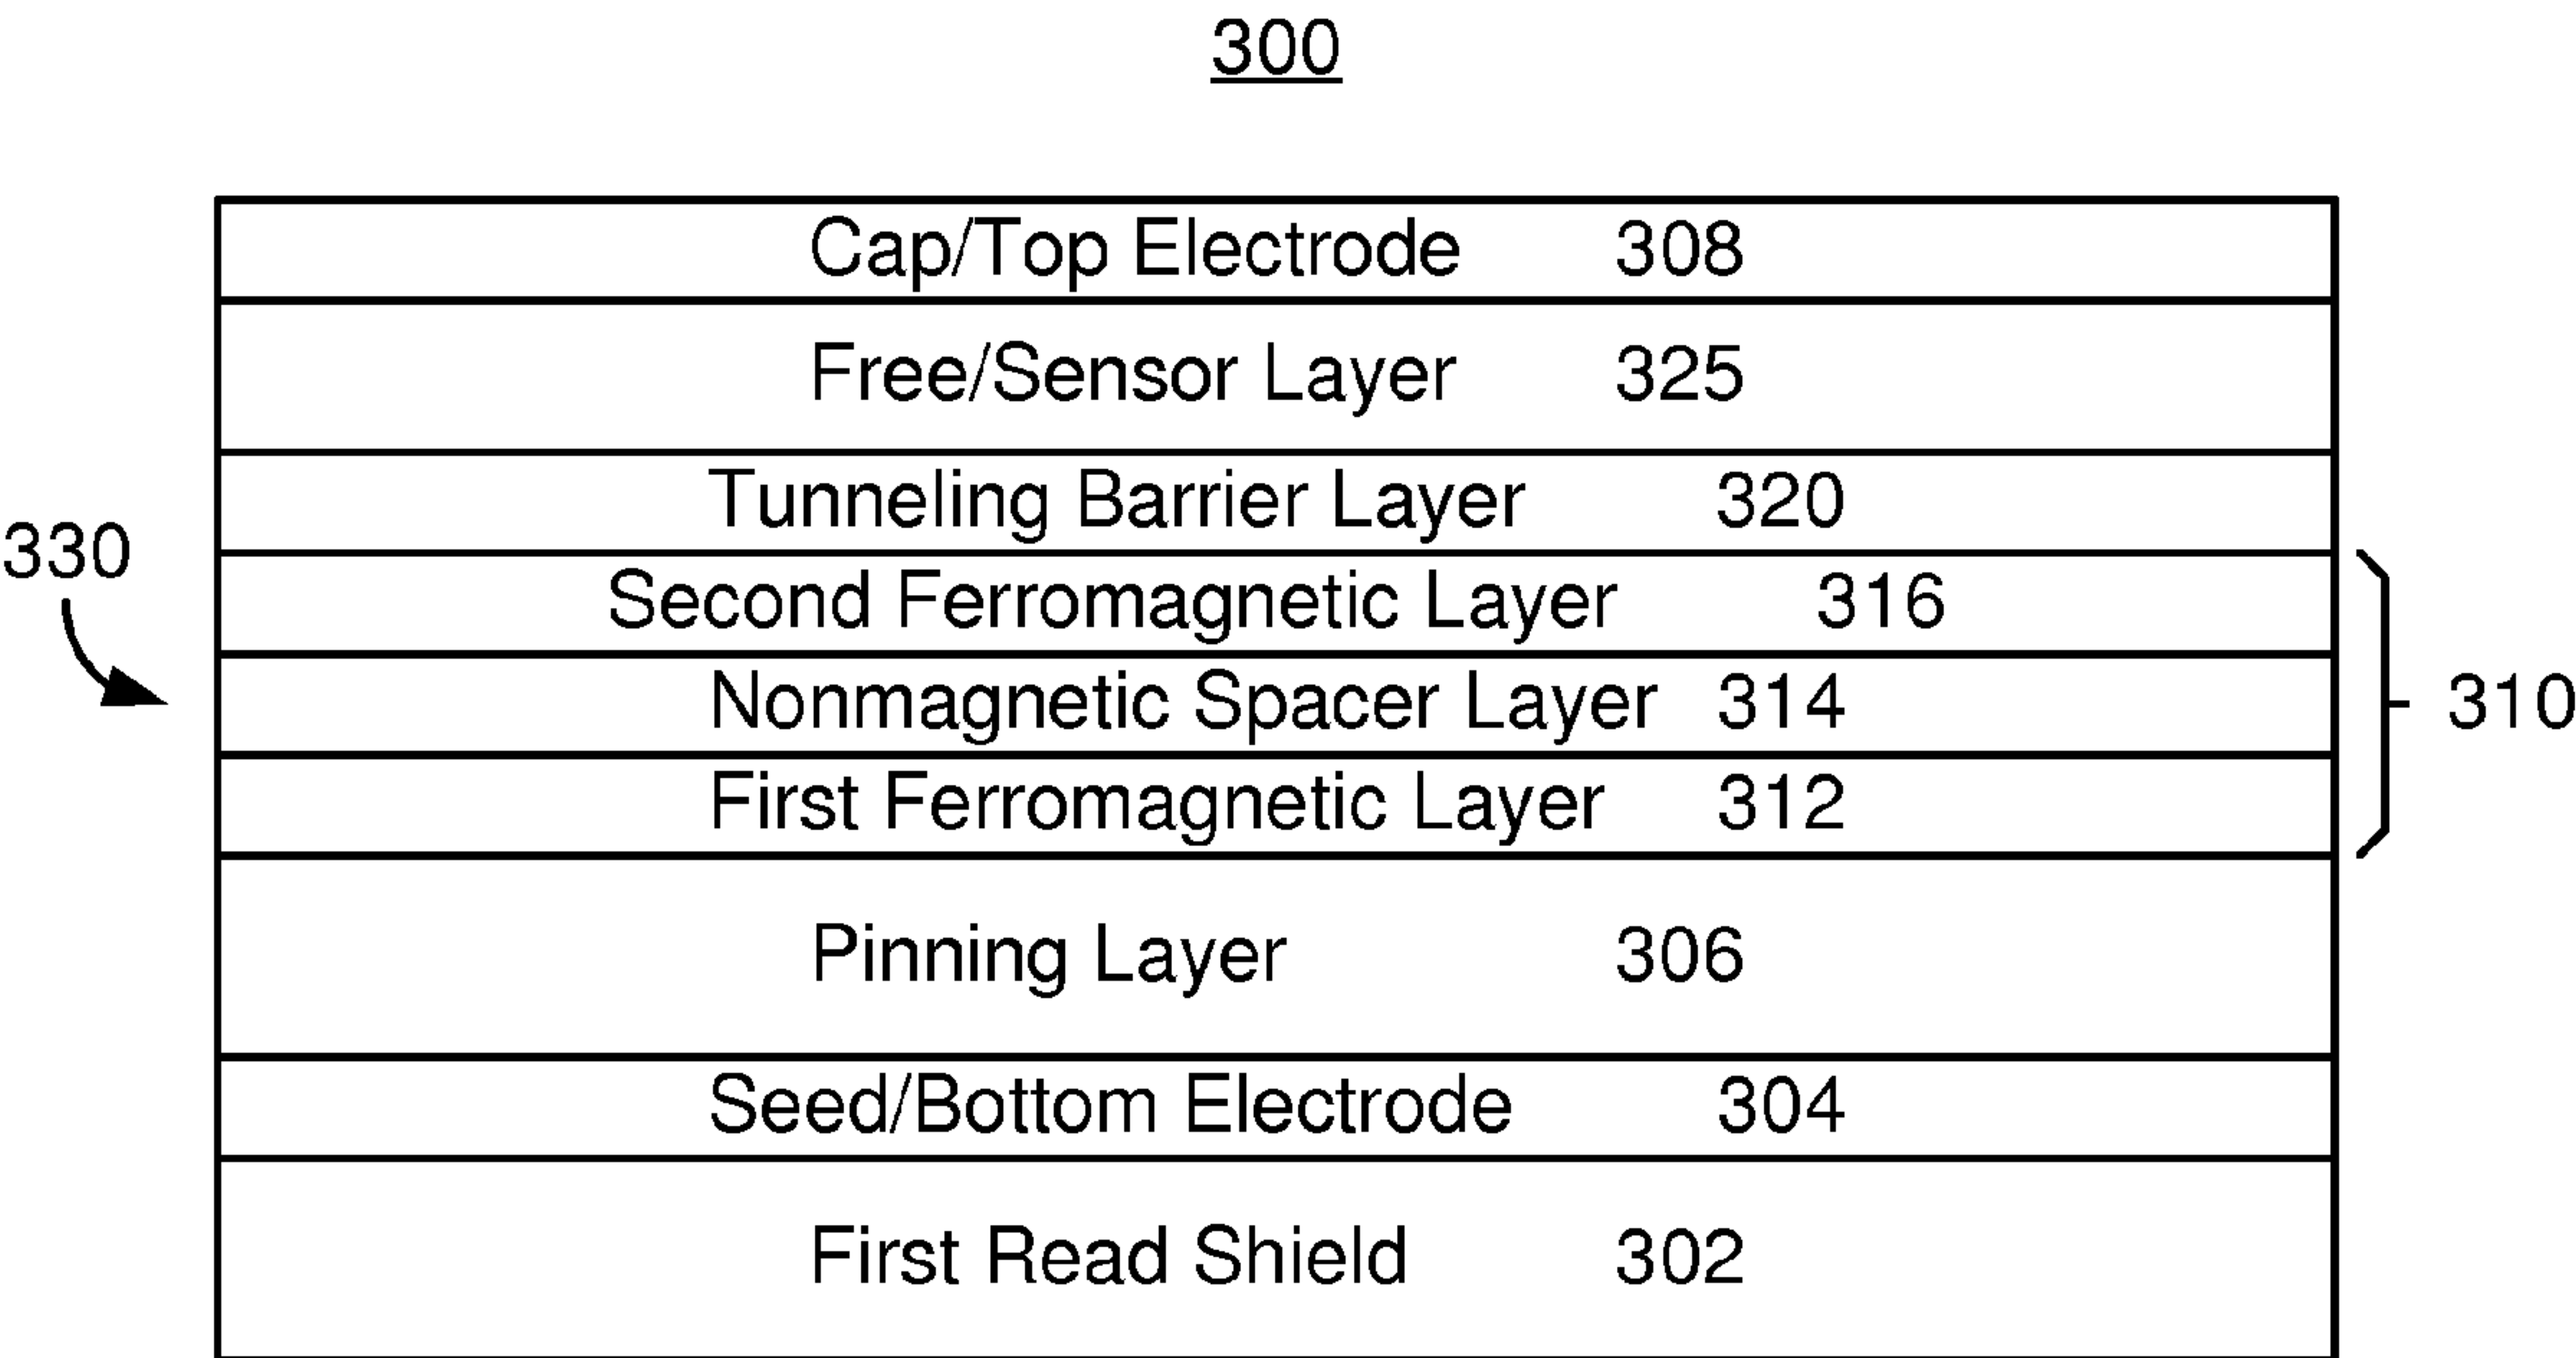 300
Cap/Top Electrode 308
Free/Sensor Layer 325
Tunneling Barrier Layer 320
330
Second Ferromagnetic Layer 316
Nonmagnetic Spacer Layer 314
310
First Ferromagnetic Layer 312
Pinning Layer 306
Seed/Bottom Electrode 304
First Read Shield 302